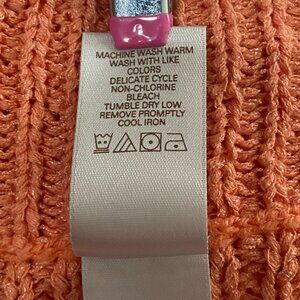 MACHINE WASH WARM
WASH WITH LIKE
COLORS
DELICATE CYCLE
NON-CHLORINE
BLEACH
TUMBLE DRY LOW
REMOVE PROMPTLY
COOL IRON